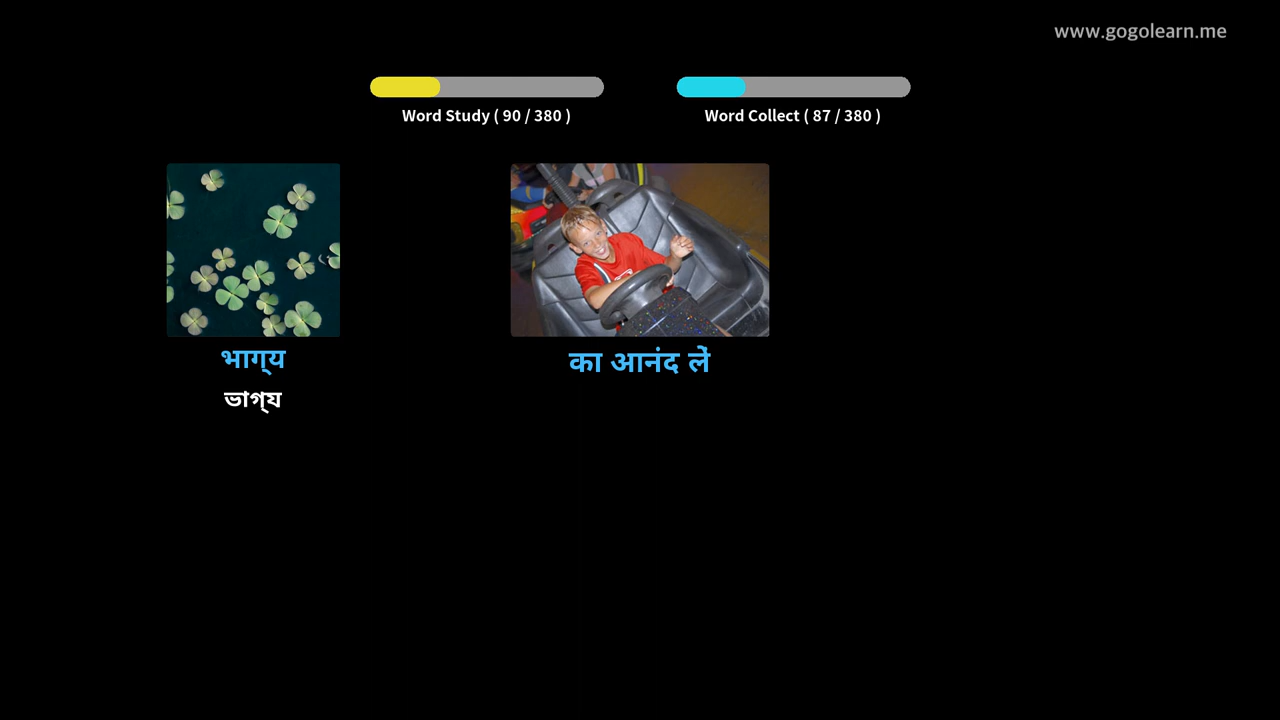 www.gogolearn.me
Word Study ( 90 / 380 )
Word Collect ( 87 / 380 )
भाग्य
ভাগ্য
का आनंद लें